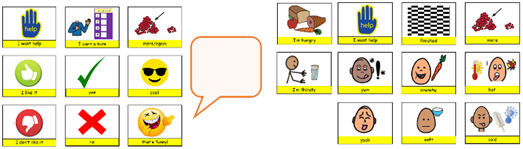 help
I want help
I want a turn
more/again
I like it
yes
cool
I don't like it
no
that's funny!
I'm hungry
help
I want help
finished
more
I'm thirsty
yum
crunchy
hot
yuck
soft
cold